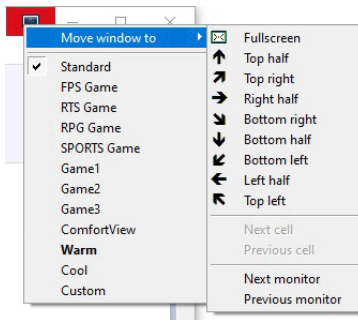 Move window to
Standard
FPS Game
RTS Game
RPG Game
SPORTS Game
Game1
Game2
Game3
ComfortView
Warm
Cool
Custom
Fullscreen
Top half
Top right
Right half
Bottom right
Bottom half
Bottom left
Left half
Top left
Next cell
Previous cell
Next monitor
Previous monitor